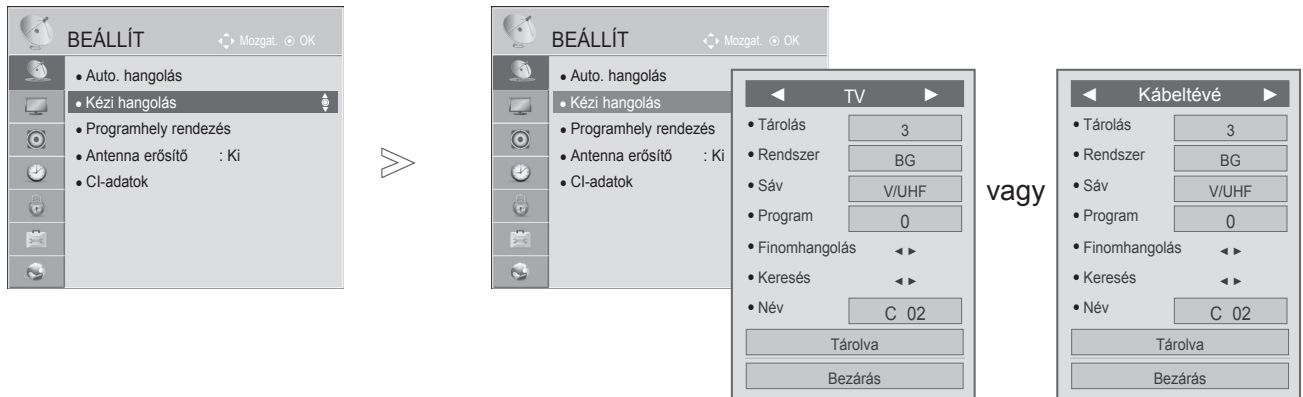 BEÁLLÍT
Mozgat. OK
• Auto. hangolás
• Kézi hangolás
• Programhely rendezés
• Antenna erősítő : Ki
• CI-adatok
BEÁLLÍT
Mozgat. OK
• Auto. hangolás
• Kézi hangolás
• Programhely rendezés
• Antenna erősítő : Ki
• CI-adatok
◄ TV ►
• Tárolás 3
• Rendszer BG
• Sáv V/UHF
• Program 0
• Finomhangolás ◄ ►
• Keresés ◄ ►
• Név C 02
Tárolva
Bezárás
vagy
◄ Kábeltévé ►
• Tárolás 3
• Rendszer BG
• Sáv V/UHF
• Program 0
• Finomhangolás ◄ ►
• Keresés ◄ ►
• Név C 02
Tárolva
Bezárás